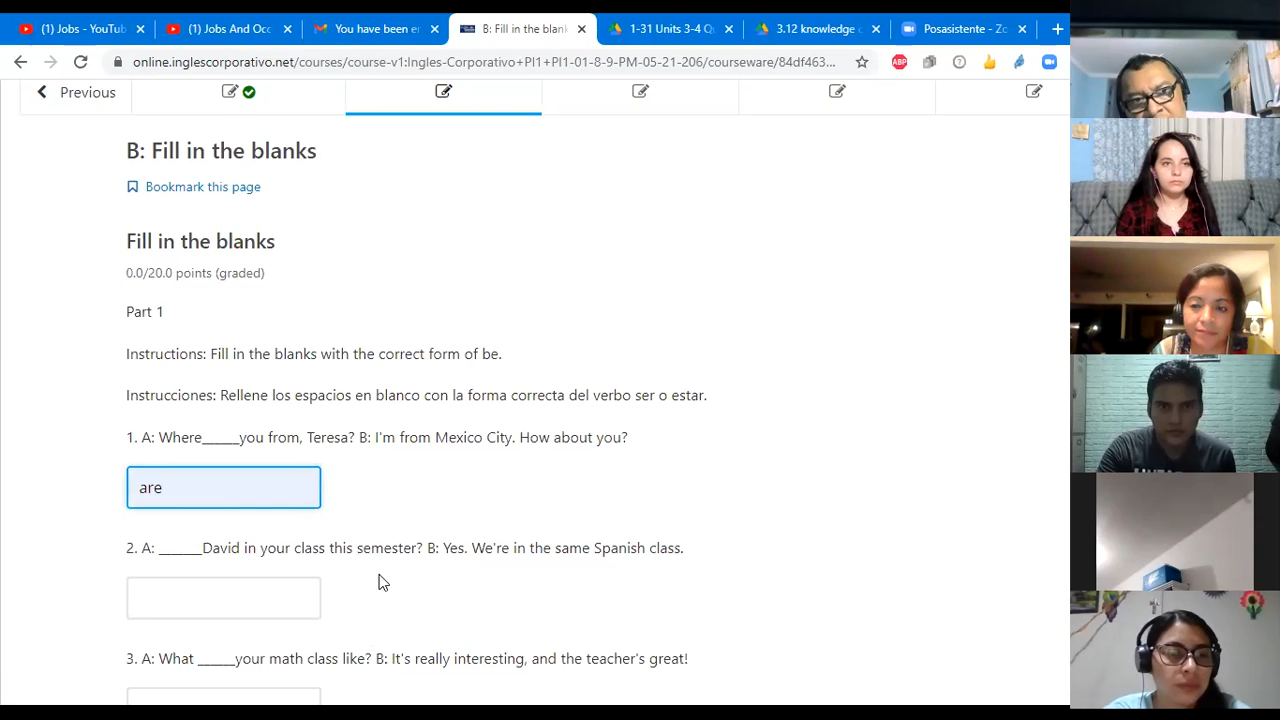 (1) Jobs - YouTub
(1) Jobs And Occ
You have been e
B: Fill in the blank
1-31 Units 3-4 Q
3.12 knowledge
Posasistente - Zo
online.inglescorporativo.net/courses/course-v1:Ingles-Corporativo+PI1+PI1-01-8-9-PM-05-21-206/courseware/84df463...
ABP
Previous
B: Fill in the blanks
Bookmark this page
Fill in the blanks
0.0/20.0 points (graded)
Part 1
Instructions: Fill in the blanks with the correct form of be.
Instrucciones: Rellene los espacios en blanco con la forma correcta del verbo ser o estar.
1. A: Where______you from, Teresa? B: I'm from Mexico City. How about you?
are
2. A: _______David in your class this semester? B: Yes. We're in the same Spanish class.
3. A: What ______your math class like? B: It's really interesting, and the teacher's great!